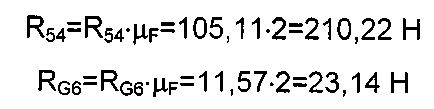 R54=R54·μF=105,11·2=210,22 H
RG6=RG6·μF=11,57·2=23,14 H